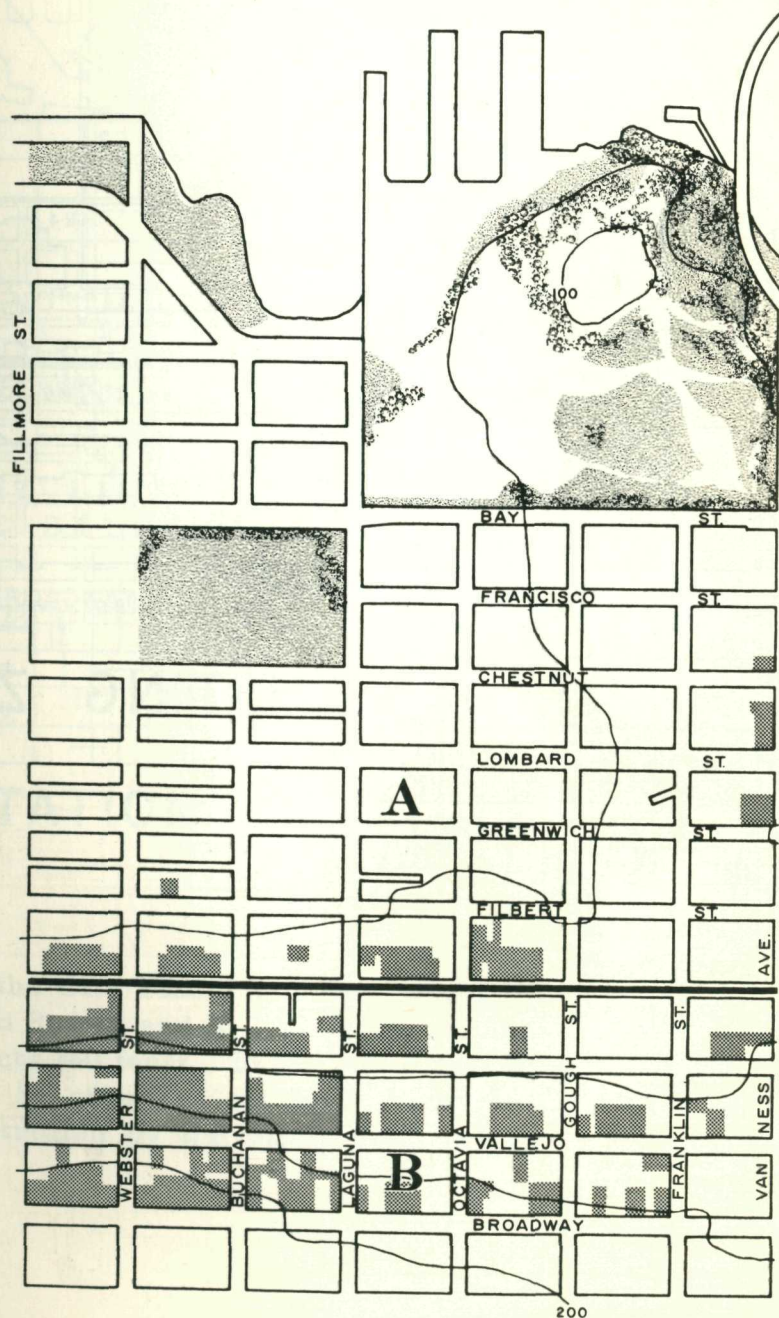 100
FILLMORE ST.
BAY ST.
FRANCISCO ST.
CHESTNUT
LOMBARD ST.
A
GREENWICH ST.
FILBERT ST.
VAN NESS AVE.
WEBSTER ST.
BUCHANAN ST.
LAGUNA ST.
OCTAVIA ST.
GOUGH ST.
FRANKLIN ST.
VALLEJO
B
BROADWAY
200